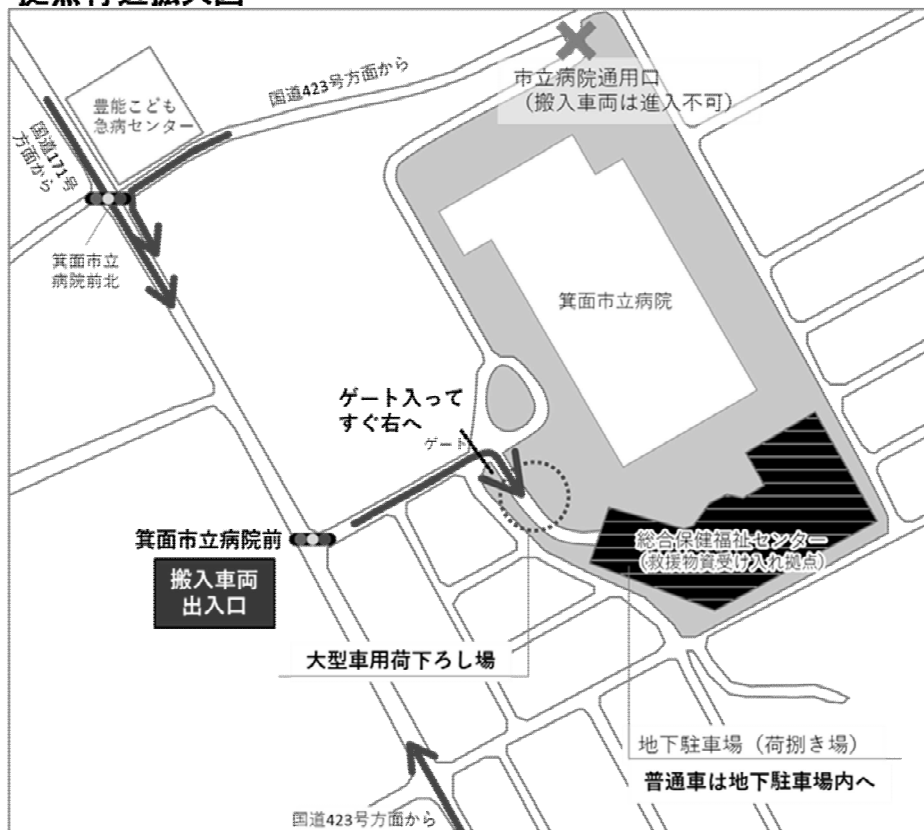 拠点付近拡大図
国道423号方面から
市立病院通用口
（搬入車両は進入不可）
豊能こども
急病センター
国道171号
方面から
箕面市立
病院前北
箕面市立病院
ゲート入って
すぐ右へ
ゲート
箕面市立病院前
総合保健福祉センター
（救援物資受け入れ拠点）
搬入車両
出入口
大型車用荷下ろし場
地下駐車場（荷捌き場）
普通車は地下駐車場内へ
国道423号方面から